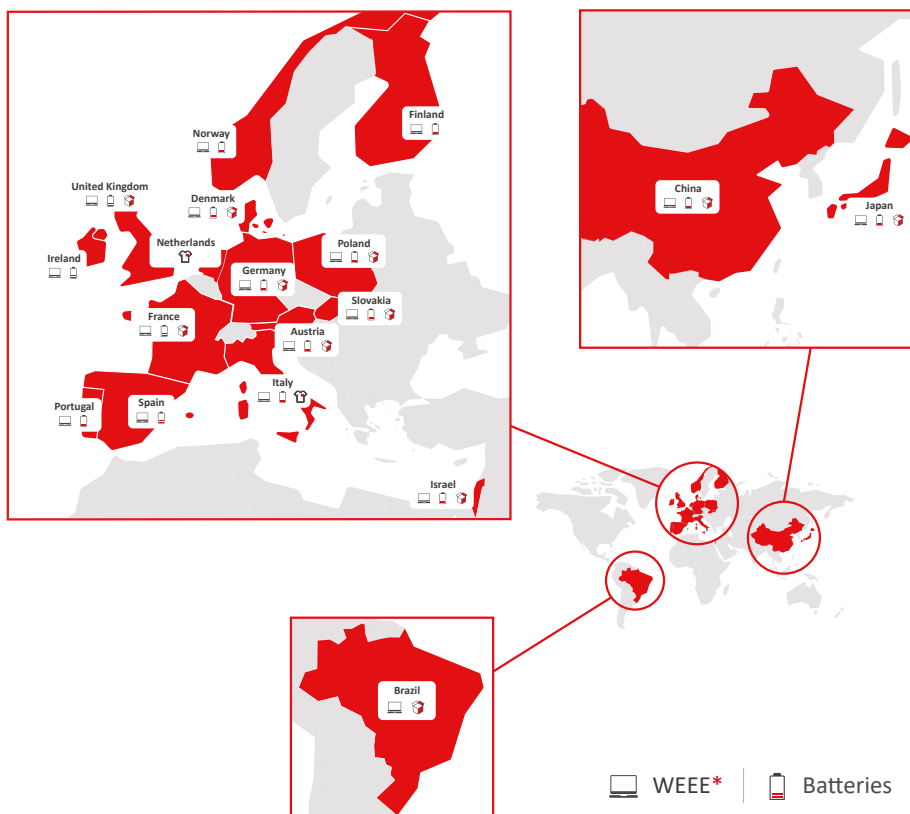 Finland
Norway
United Kingdom
Denmark
Netherlands
Ireland
Poland
Germany
Slovakia
France
Austria
Italy
Portugal
Spain
Israel
China
Japan
Brazil
WEEE*
Batteries